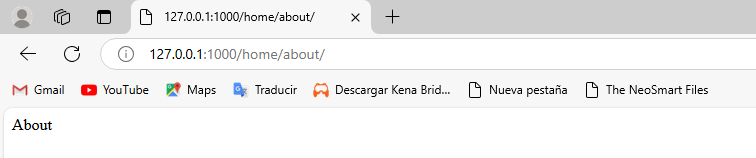 127.0.0.1:1000/home/about/
127.0.0.1:1000/home/about/
Gmail YouTube Maps Traducir Descargar Kena Brid... Nueva pestaña The NeoSmart Files
About